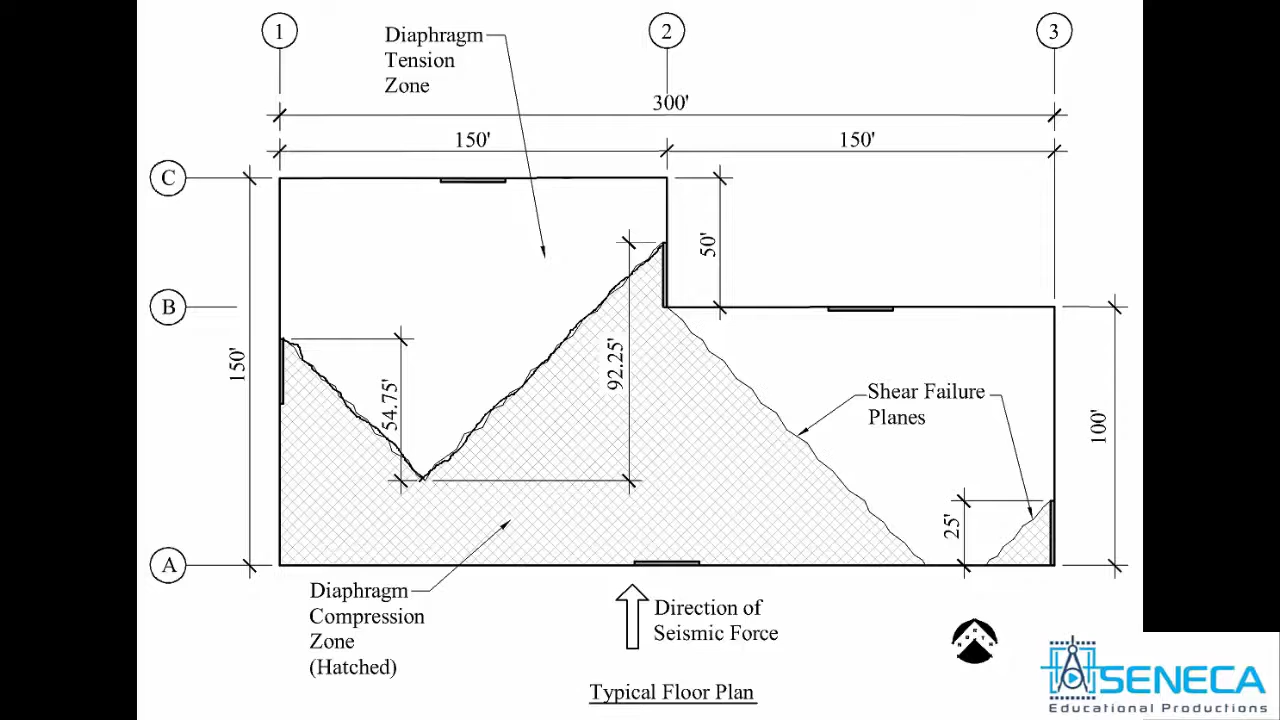 1
2
3
Diaphragm
Tension
Zone
300'
150'
150'
C
50'
B
150'
54.75'
92.25'
Shear Failure
Planes
100'
25'
A
Diaphragm
Compression
Zone
(Hatched)
Direction of
Seismic Force
NORTH
Typical Floor Plan
SENECA
Educational Productions